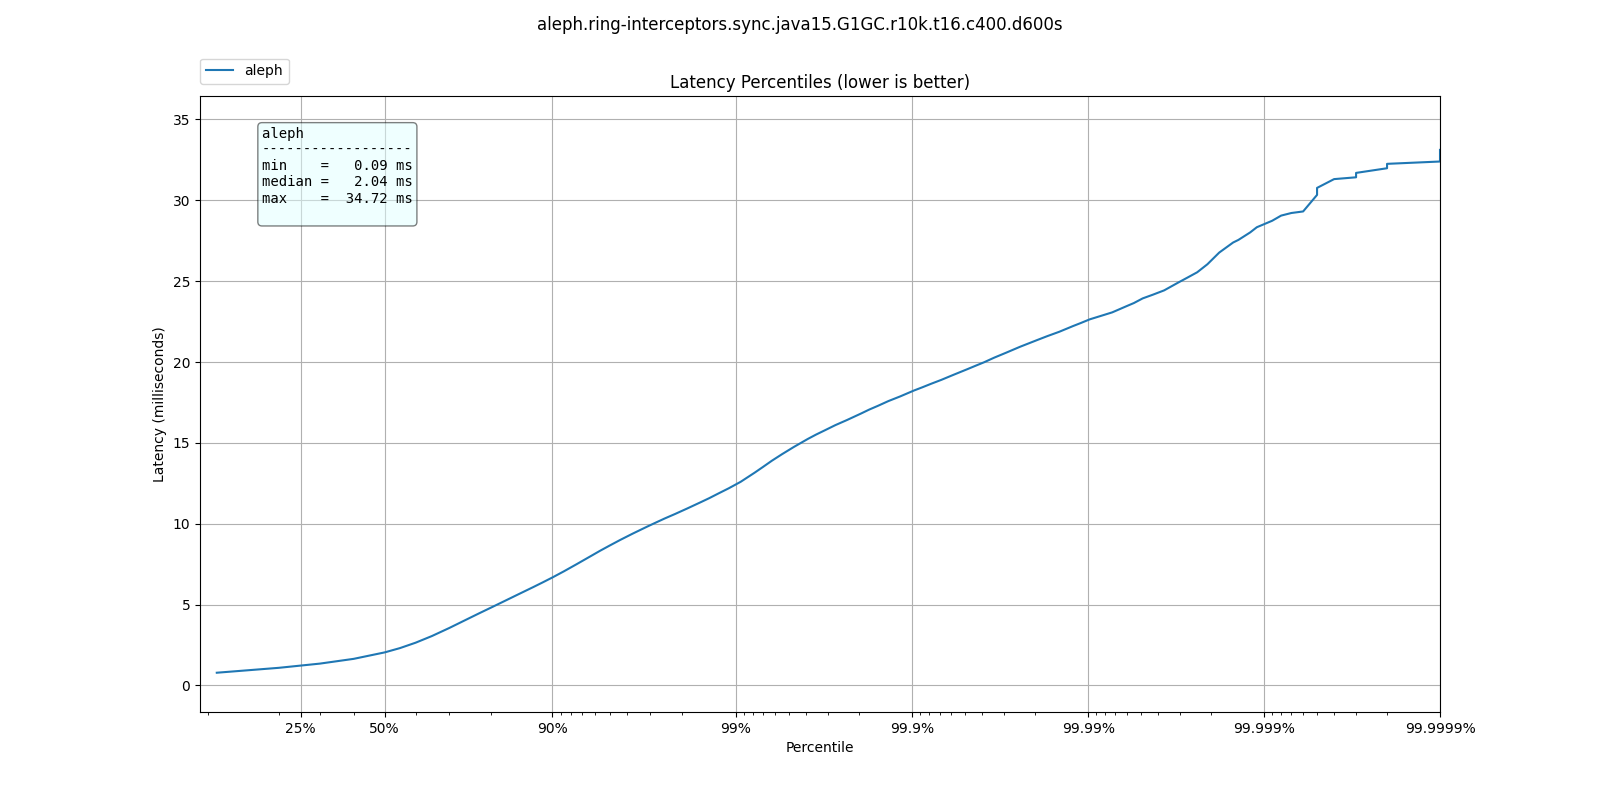 aleph.ring-interceptors.sync.java15.G1GC.r10k.t16.c400.d600s
aleph
Latency Percentiles (lower is better)
35
30
25
20
15
10
5
0
Latency (milliseconds)
aleph
------------------
min    =   0.09 ms
median =   2.04 ms
max    =  34.72 ms
25%
50%
90%
99%
99.9%
99.99%
99.999%
99.9999%
Percentile